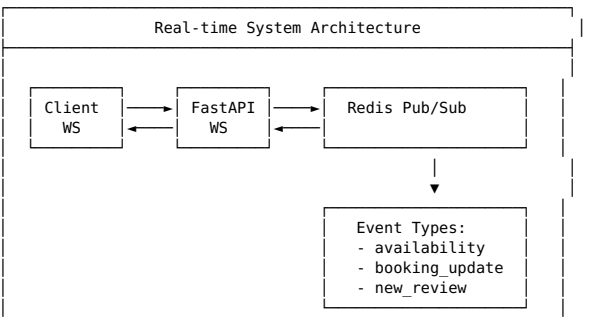 Real-time System Architecture
Client FastAPI Redis Pub/Sub
WS WS
Event Types:
- availability
- booking_update
- new_review